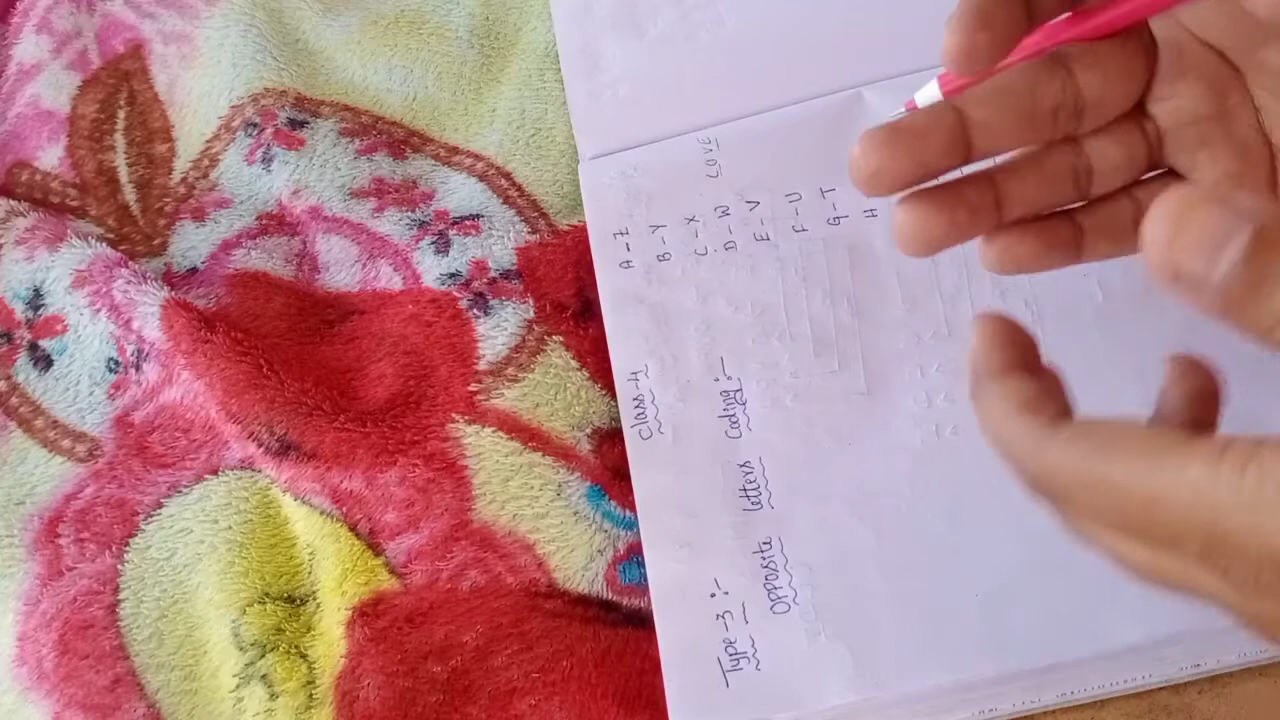 Class-4
Type-3 :-
Opposite letters Coding :-
A - Z
B - Y
C - X
D - W LOVE
E - V
F - U
G - T
H